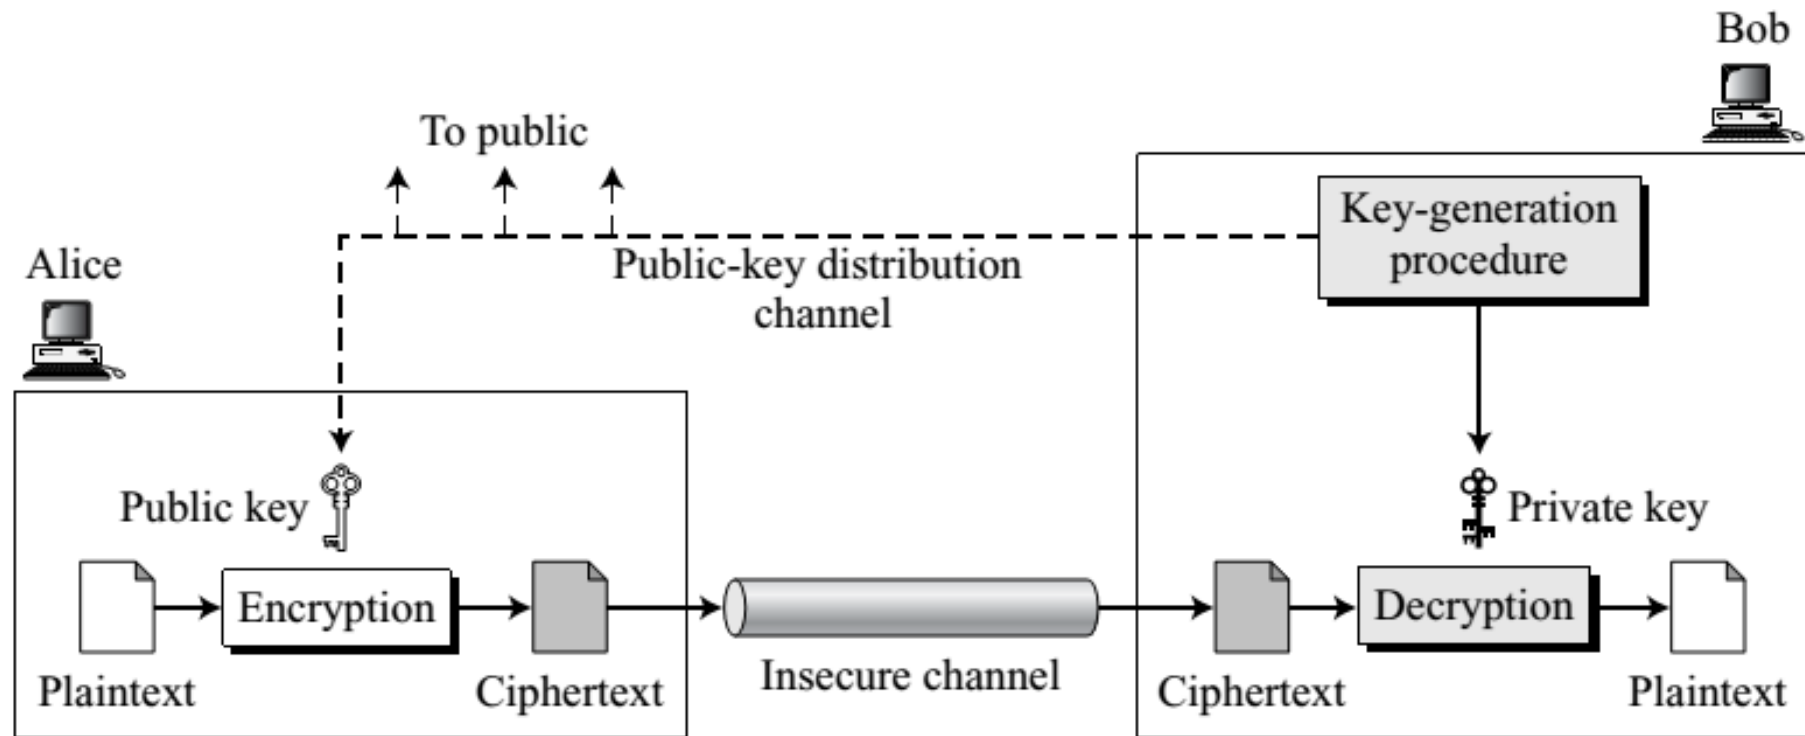 Bob
To public
Key-generation
procedure
Alice
Public-key distribution
channel
Public key
Private key
Encryption
Decryption
Plaintext
Ciphertext
Insecure channel
Ciphertext
Plaintext